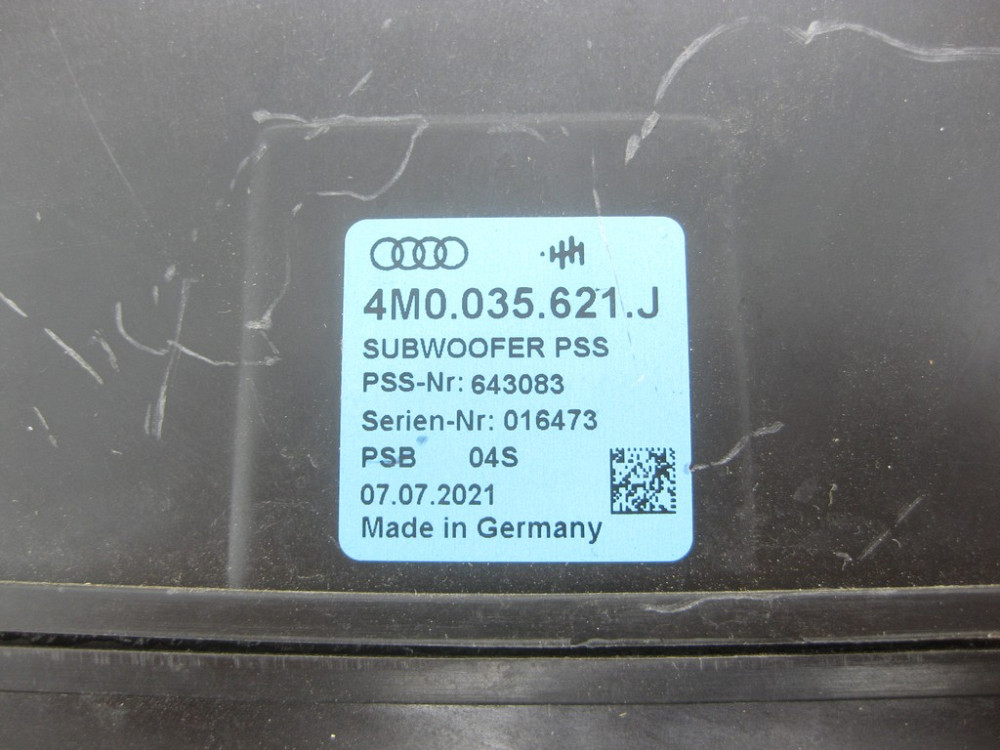 4M0.035.621.J
SUBWOOFER PSS
PSS-Nr: 643083
Serien-Nr: 016473
PSB 04S
07.07.2021
Made in Germany